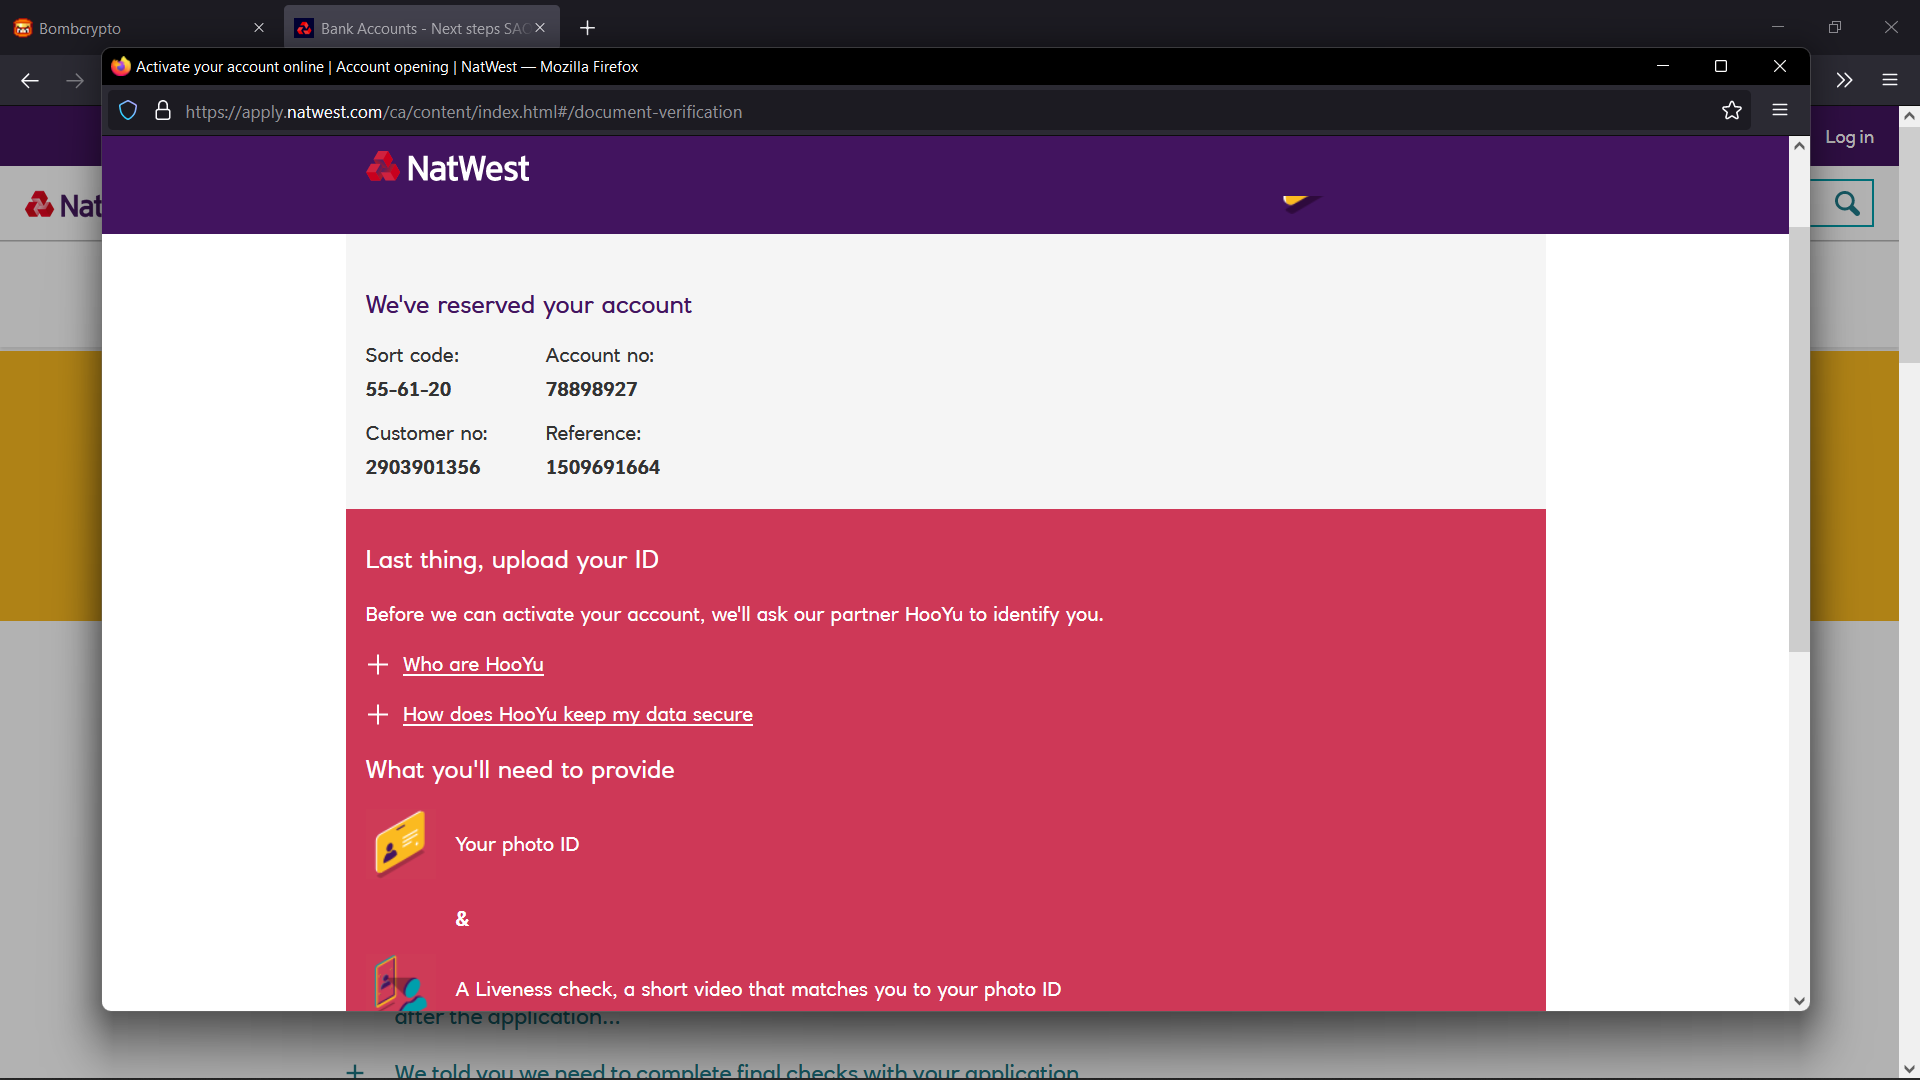 Bombcrypto
Bank Accounts - Next steps SAO
Activate your account online | Account opening | NatWest — Mozilla Firefox
https://apply.natwest.com/ca/content/index.html#/document-verification
Log in
Nat
NatWest
We've reserved your account
Sort code: Account no:
55-61-20 78898927
Customer no: Reference:
2903901356 1509691664
Last thing, upload your ID
Before we can activate your account, we'll ask our partner HooYu to identify you.
Who are HooYu
How does HooYu keep my data secure
What you'll need to provide
Your photo ID
&
A Liveness check, a short video that matches you to your photo ID
after the application...
We told you we need to complete final checks with your application